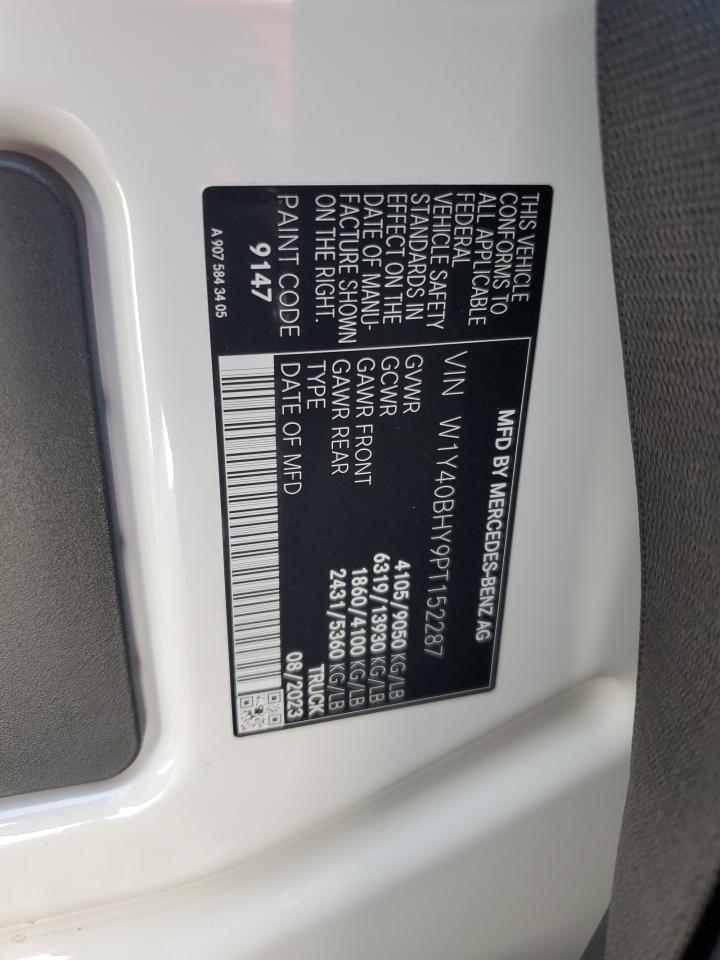 THIS VEHICLE
CONFORMS TO
ALL APPLICABLE
FEDERAL
VEHICLE SAFETY
STANDARDS IN
EFFECT ON THE
DATE OF MANU-
FACTURE SHOWN
ON THE RIGHT.
PAINT CODE
9147
A 907 584 34 05
MFD BY MERCEDES-BENZ AG
VIN W1Y40BHY9PT152287
GVWR 4105/9050 KG/LB
GCWR 6319/13930 KG/LB
GAWR FRONT 1860/4100 KG/LB
GAWR REAR 2431/5360 KG/LB
TYPE TRUCK
DATE OF MFD 08/2023